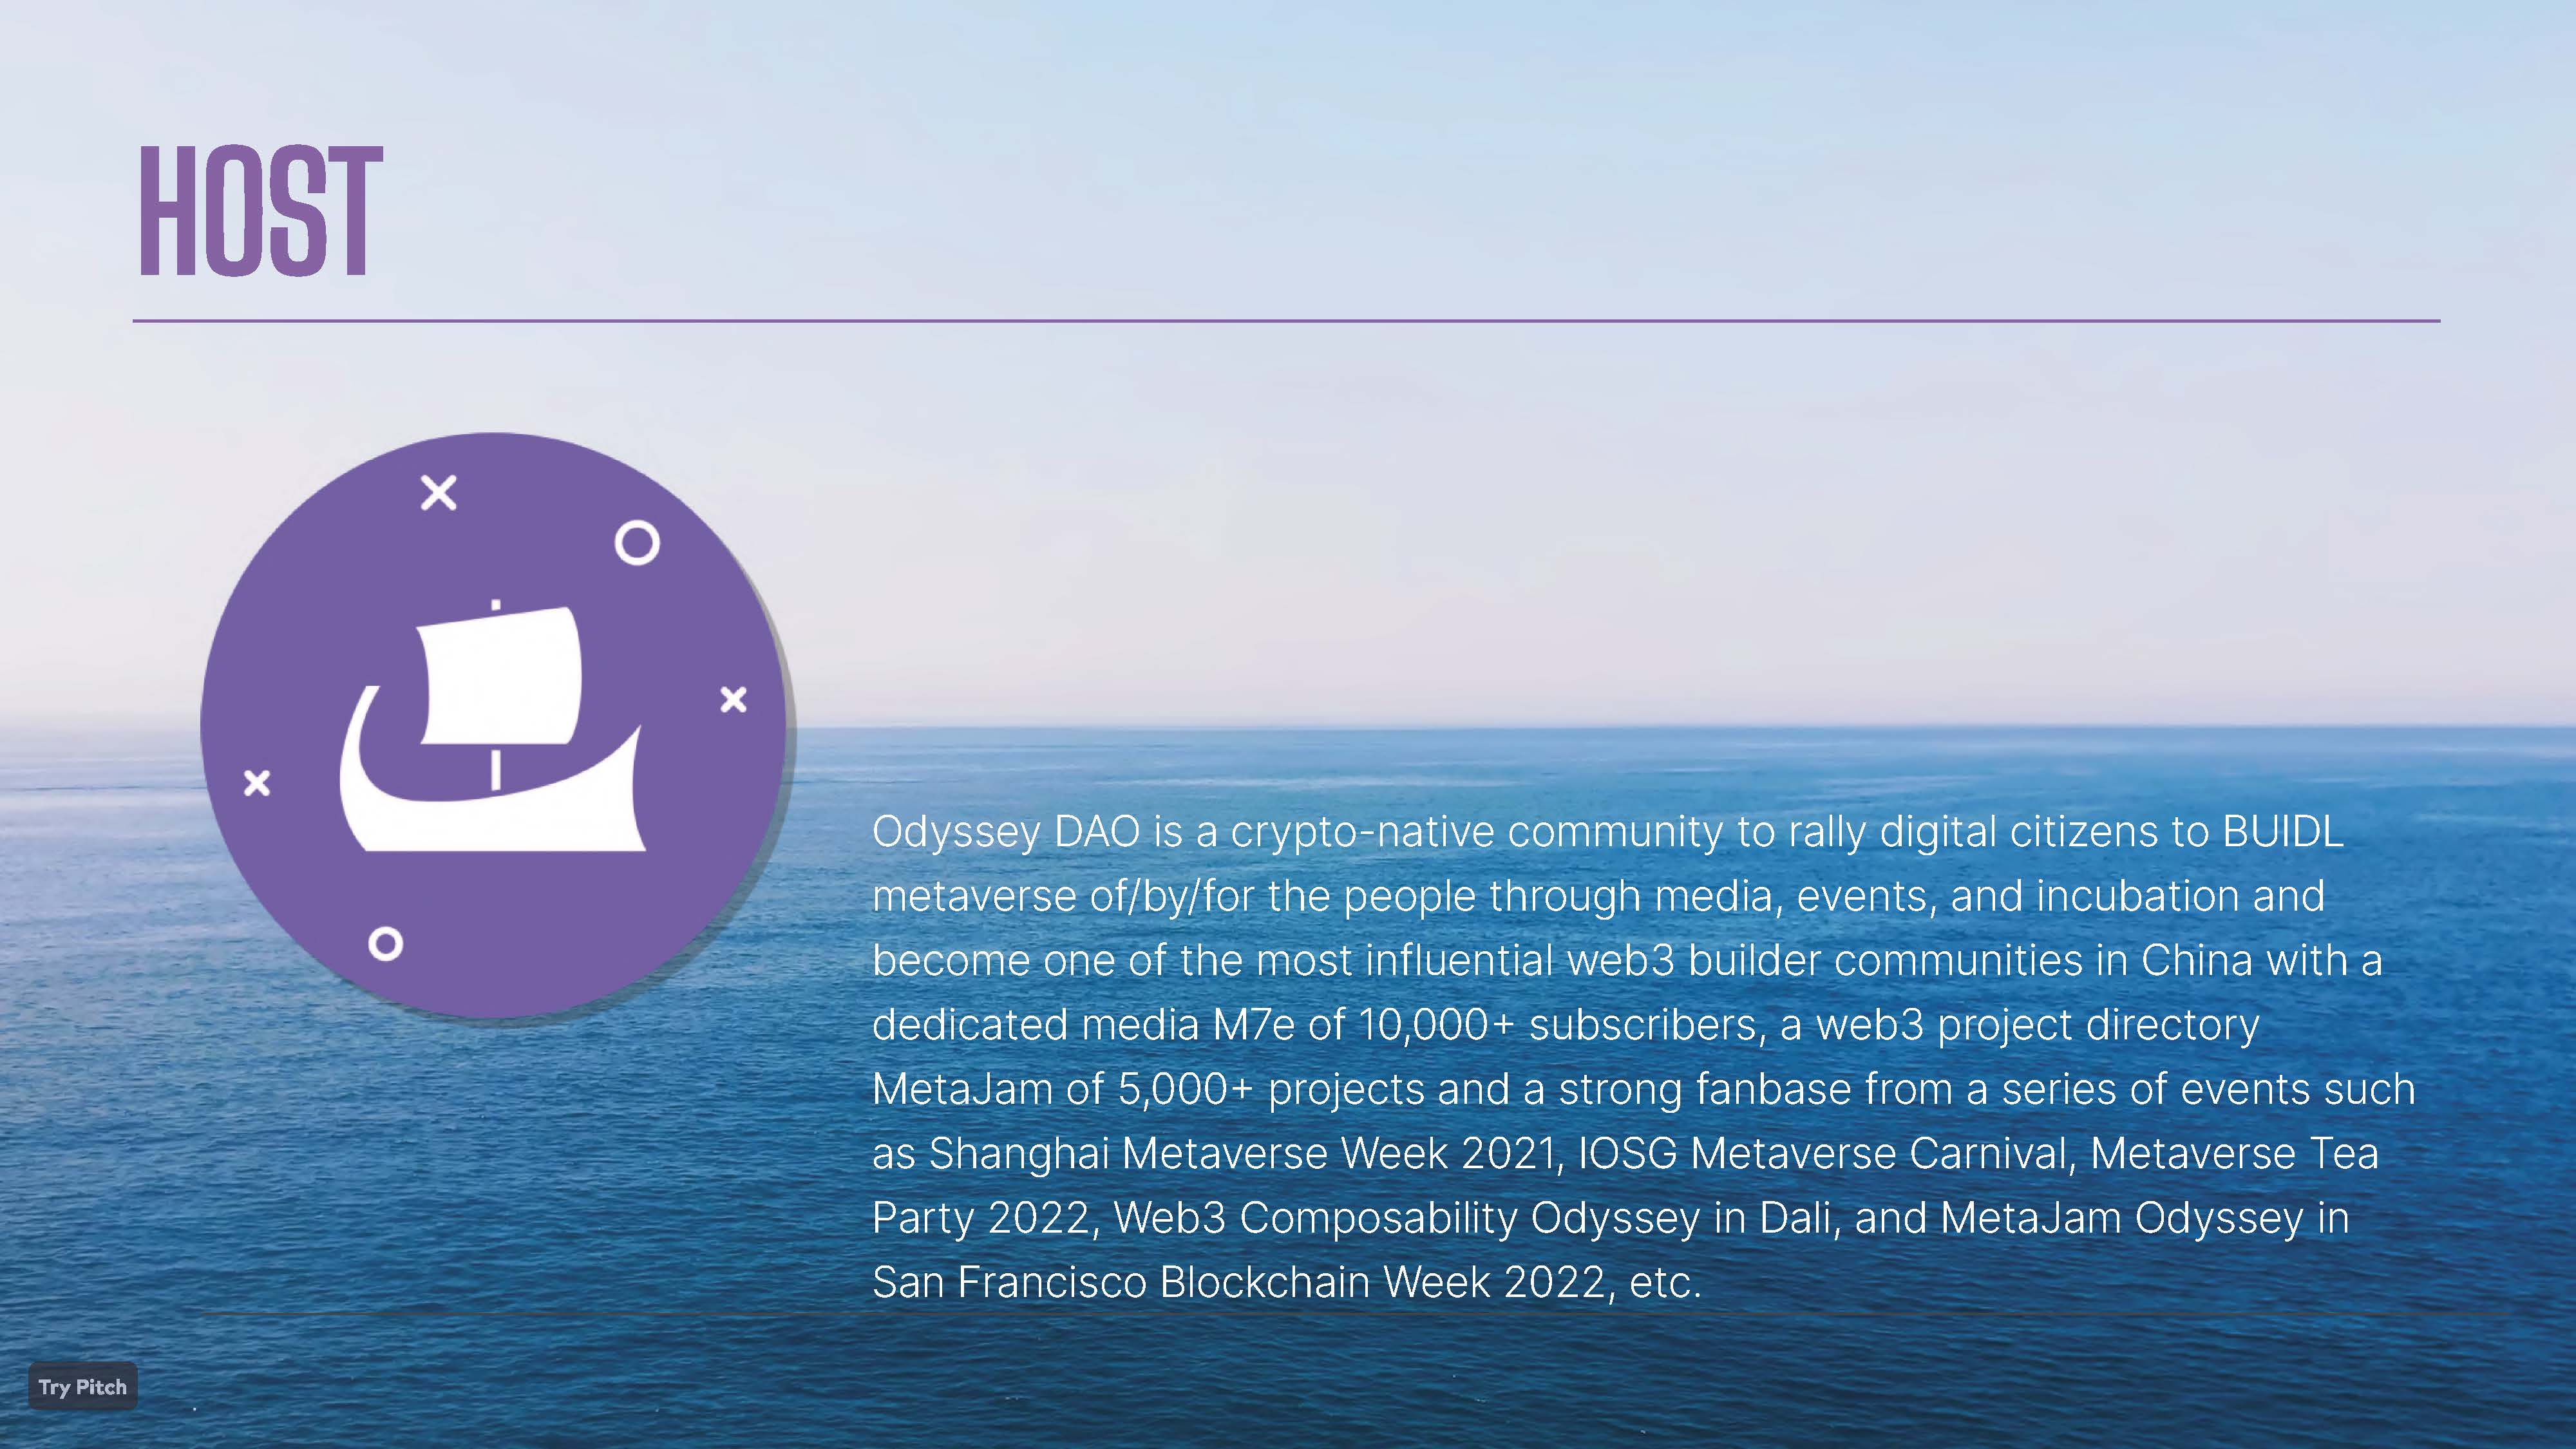 HOST
Odyssey DAO is a crypto-native community to rally digital citizens to BUIDL
metaverse of/by/for the people through media, events, and incubation and
become one of the most influential web3 builder communities in China with a
dedicated media M7e of 10,000+ subscribers, a web3 project directory
MetaJam of 5,000+ projects and a strong fanbase from a series of events such
as Shanghai Metaverse Week 2021, IOSG Metaverse Carnival, Metaverse Tea
Party 2022, Web3 Composability Odyssey in Dali, and MetaJam Odyssey in
San Francisco Blockchain Week 2022, etc.
Try Pitch